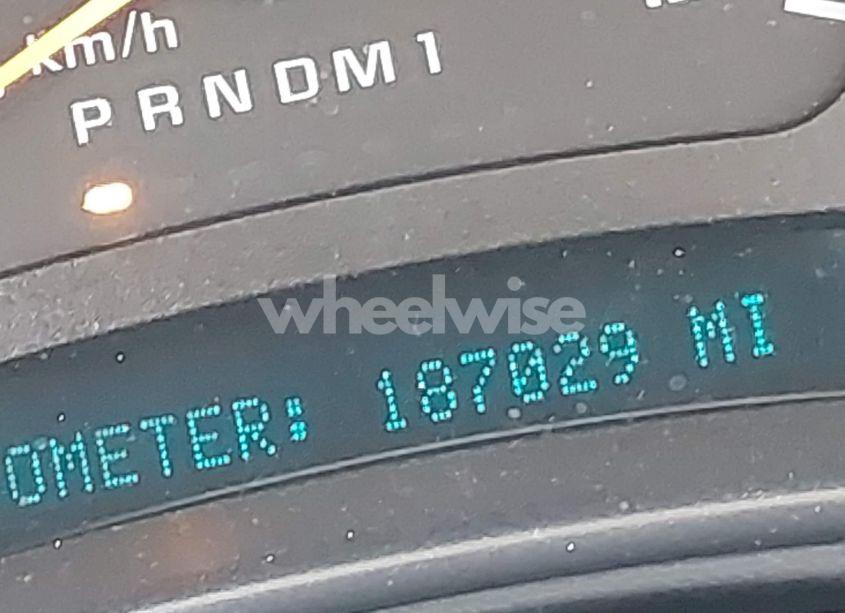 km/h
P R N D M 1
wheelwise
OMETER: 187029 MI